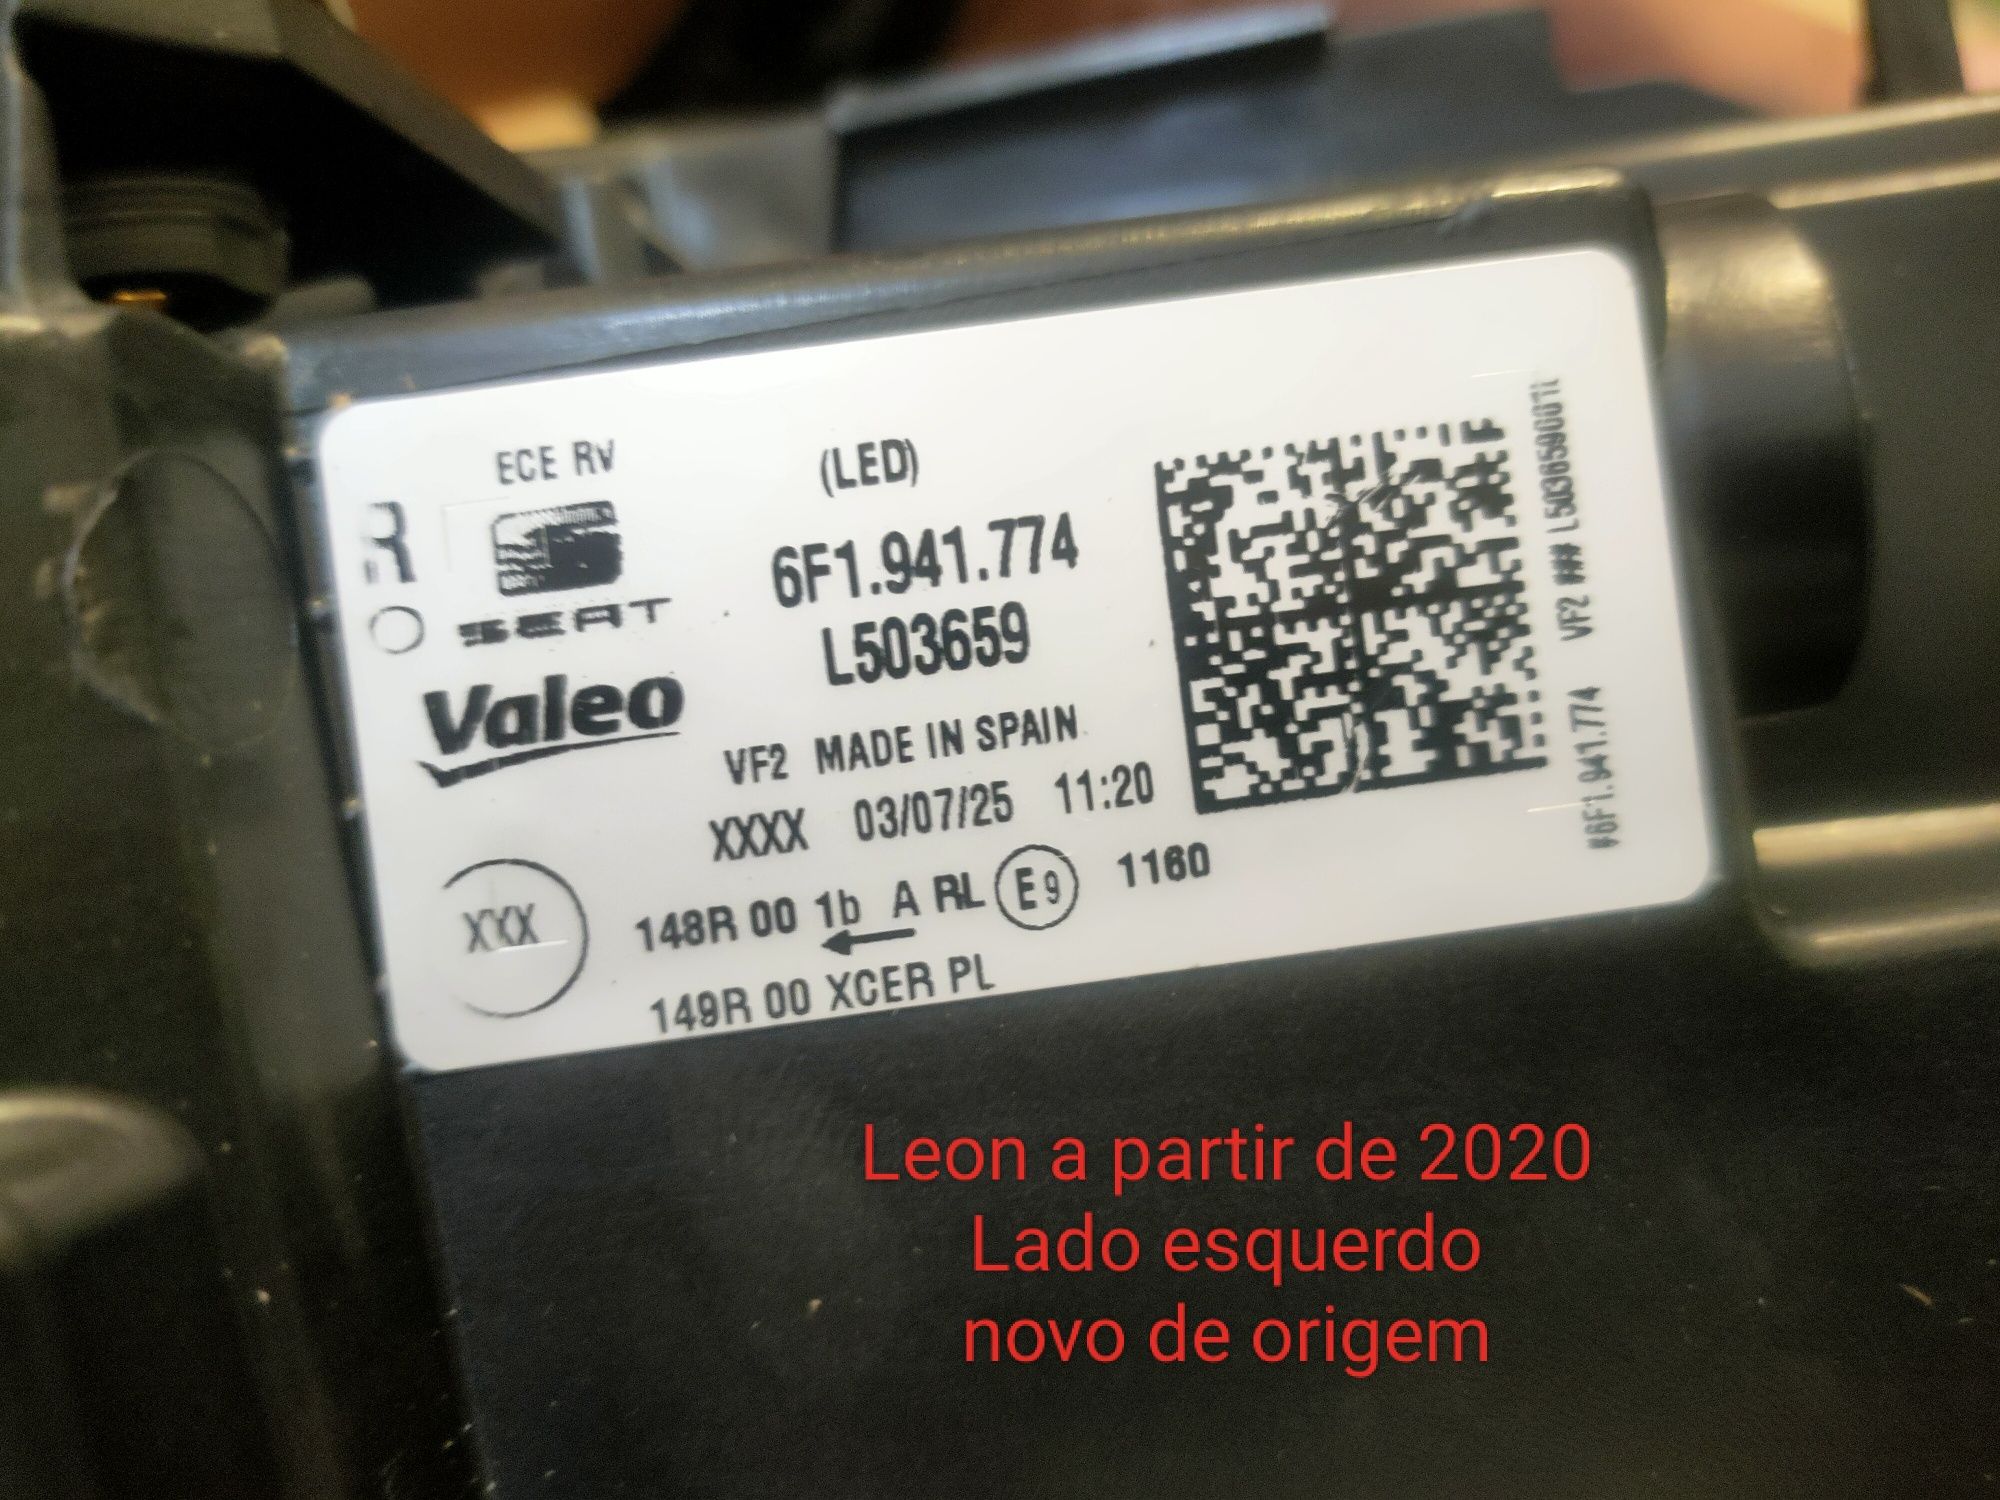 ECE RV
(LED)
R
SEAT
6F1.941.774
L503659
Valeo
VF2 MADE IN SPAIN
XXXX 03/07/25 11:20
XXX
148R 00 1b A RL E9 1160
←
149R 00 XCER PL
#6F1.941.774 VF2 ### L503659
Leon a partir de 2020
Lado esquerdo
novo de origem